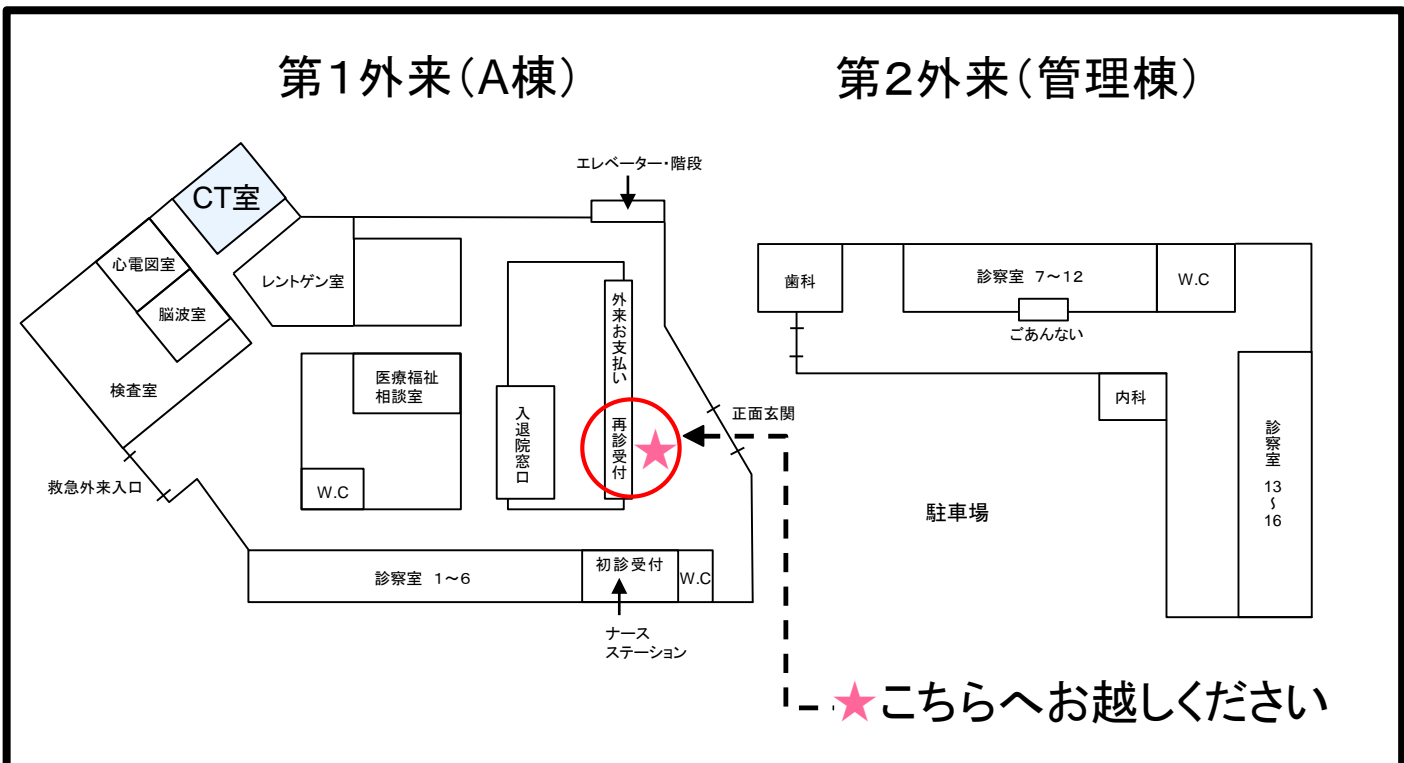 第1外来(A棟)
第2外来(管理棟)
エレベーター・階段
CT室
心電図室
脳波室
レントゲン室
検査室
救急外来入口
医療福祉
相談室
W.C
入退院窓口
外来お支払い
再診受付
★
正面玄関
診察室 1～6
初診受付
W.C
ナース
ステーション
歯科
診察室 7～12
W.C
ごあんない
内科
診察室
13
～
16
駐車場
★こちらへお越しください